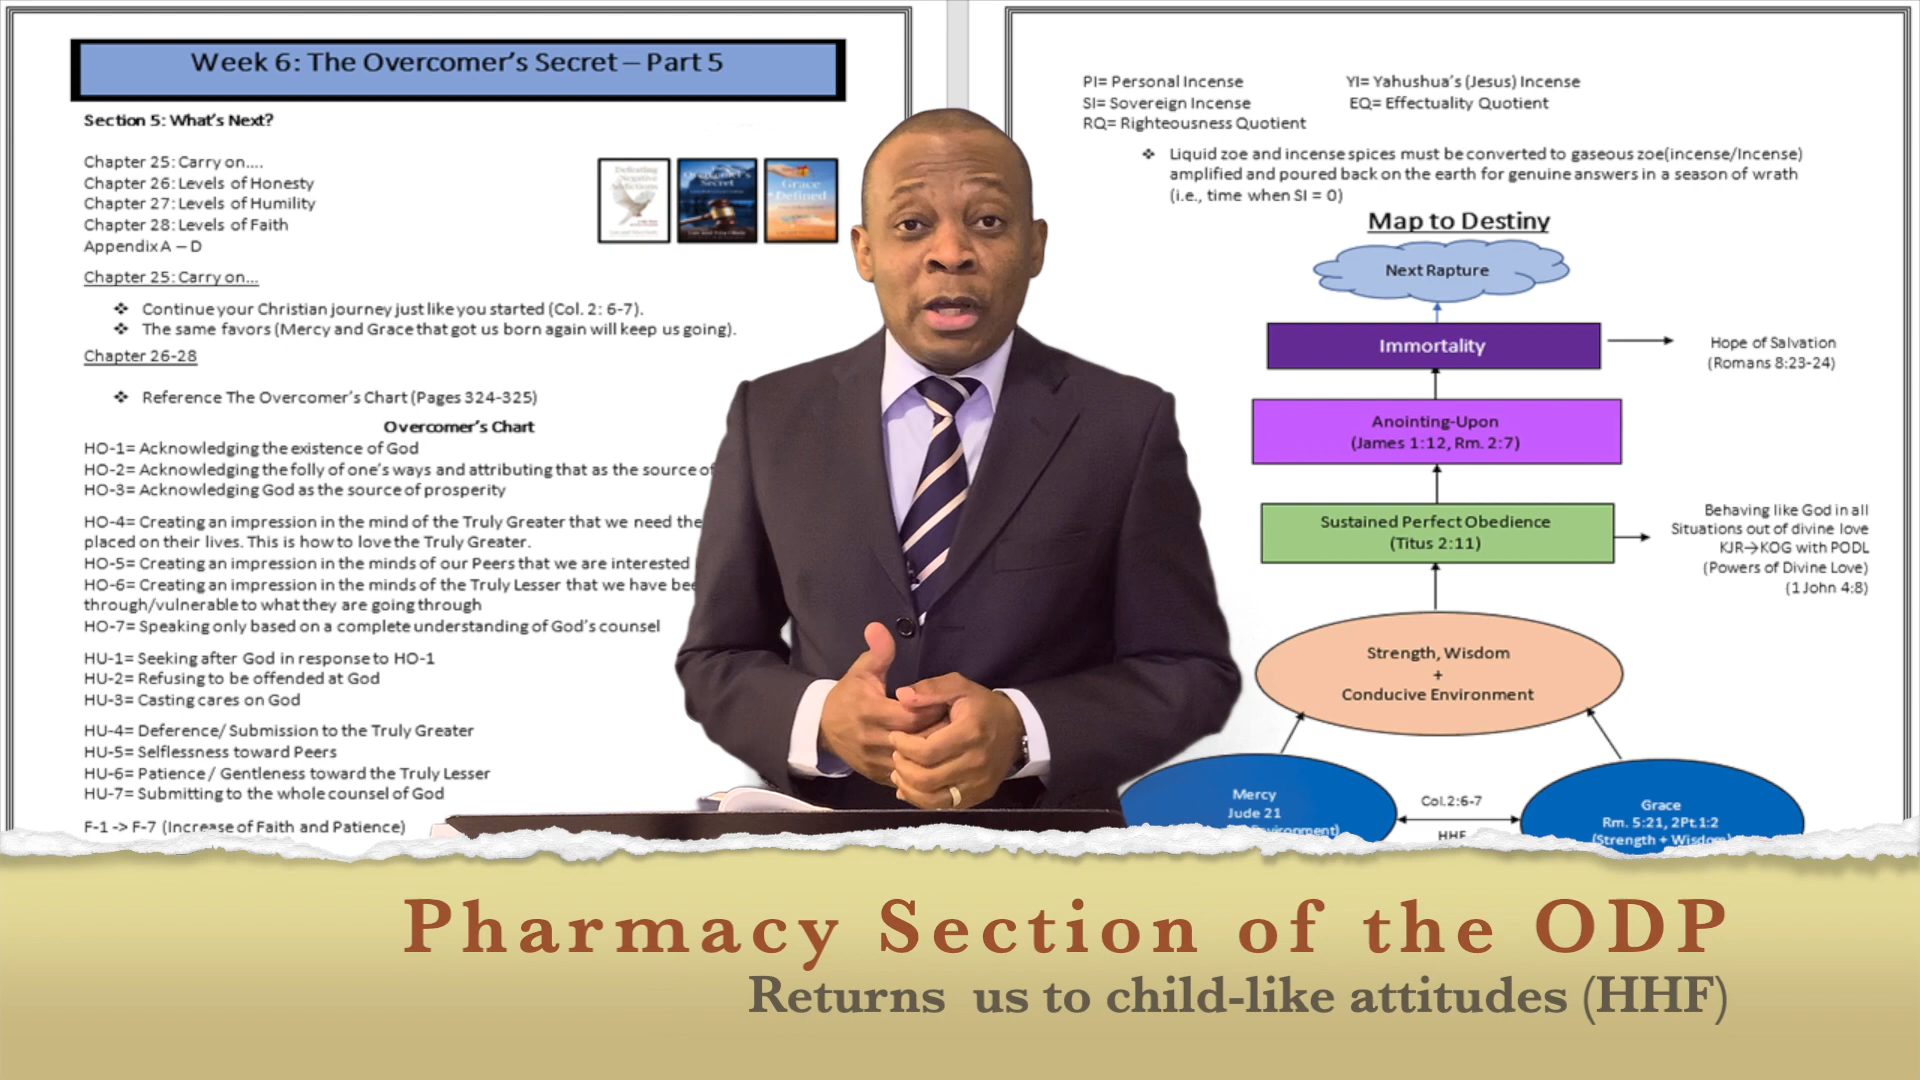 Week 6: The Overcomer's Secret – Part 5
Section 5: What's Next?
Chapter 25: Carry on....
Chapter 26: Levels of Honesty
Chapter 27: Levels of Humility
Chapter 28: Levels of Faith
Appendix A – D
Defeating
Negative
Addictions
Overcomer's
Secret
Grace
Defined
Chapter 25: Carry on...
❖ Continue your Christian journey just like you started (Col. 2: 6-7).
❖ The same favors (Mercy and Grace that got us born again will keep us going).
Chapter 26-28
❖ Reference The Overcomer's Chart (Pages 324-325)
Overcomer's Chart
HO-1= Acknowledging the existence of God
HO-2= Acknowledging the folly of one's ways and attributing that as the source of
HO-3= Acknowledging God as the source of prosperity
HO-4= Creating an impression in the mind of the Truly Greater that we need the
placed on their lives. This is how to love the Truly Greater.
HO-5= Creating an impression in the minds of our Peers that we are interested
HO-6= Creating an impression in the minds of the Truly Lesser that we have bee
through/vulnerable to what they are going through
HO-7= Speaking only based on a complete understanding of God's counsel
HU-1= Seeking after God in response to HO-1
HU-2= Refusing to be offended at God
HU-3= Casting cares on God
HU-4= Deference/ Submission to the Truly Greater
HU-5= Selflessness toward Peers
HU-6= Patience / Gentleness toward the Truly Lesser
HU-7= Submitting to the whole counsel of God
F-1 -> F-7 (Increase of Faith and Patience)
PI= Personal Incense YI= Yahushua's (Jesus) Incense
SI= Sovereign Incense EQ= Effectuality Quotient
RQ= Righteousness Quotient
❖ Liquid zoe and incense spices must be converted to gaseous zoe(incense/Incense)
amplified and poured back on the earth for genuine answers in a season of wrath
(i.e., time when SI = 0)
Map to Destiny
Next Rapture
Immortality
Hope of Salvation
(Romans 8:23-24)
Anointing-Upon
(James 1:12, Rm. 2:7)
Sustained Perfect Obedience
(Titus 2:11)
Behaving like God in all
Situations out of divine love
KJR→KOG with PODL
(Powers of Divine Love)
(1 John 4:8)
Strength, Wisdom
+
Conducive Environment
Mercy
Jude 21
Environment)
Col.2:6-7
HHF
Grace
Rm. 5:21, 2Pt.1:2
(Strength + Wisdom)
Pharmacy Section of the ODP
Returns us to child-like attitudes (HHF)